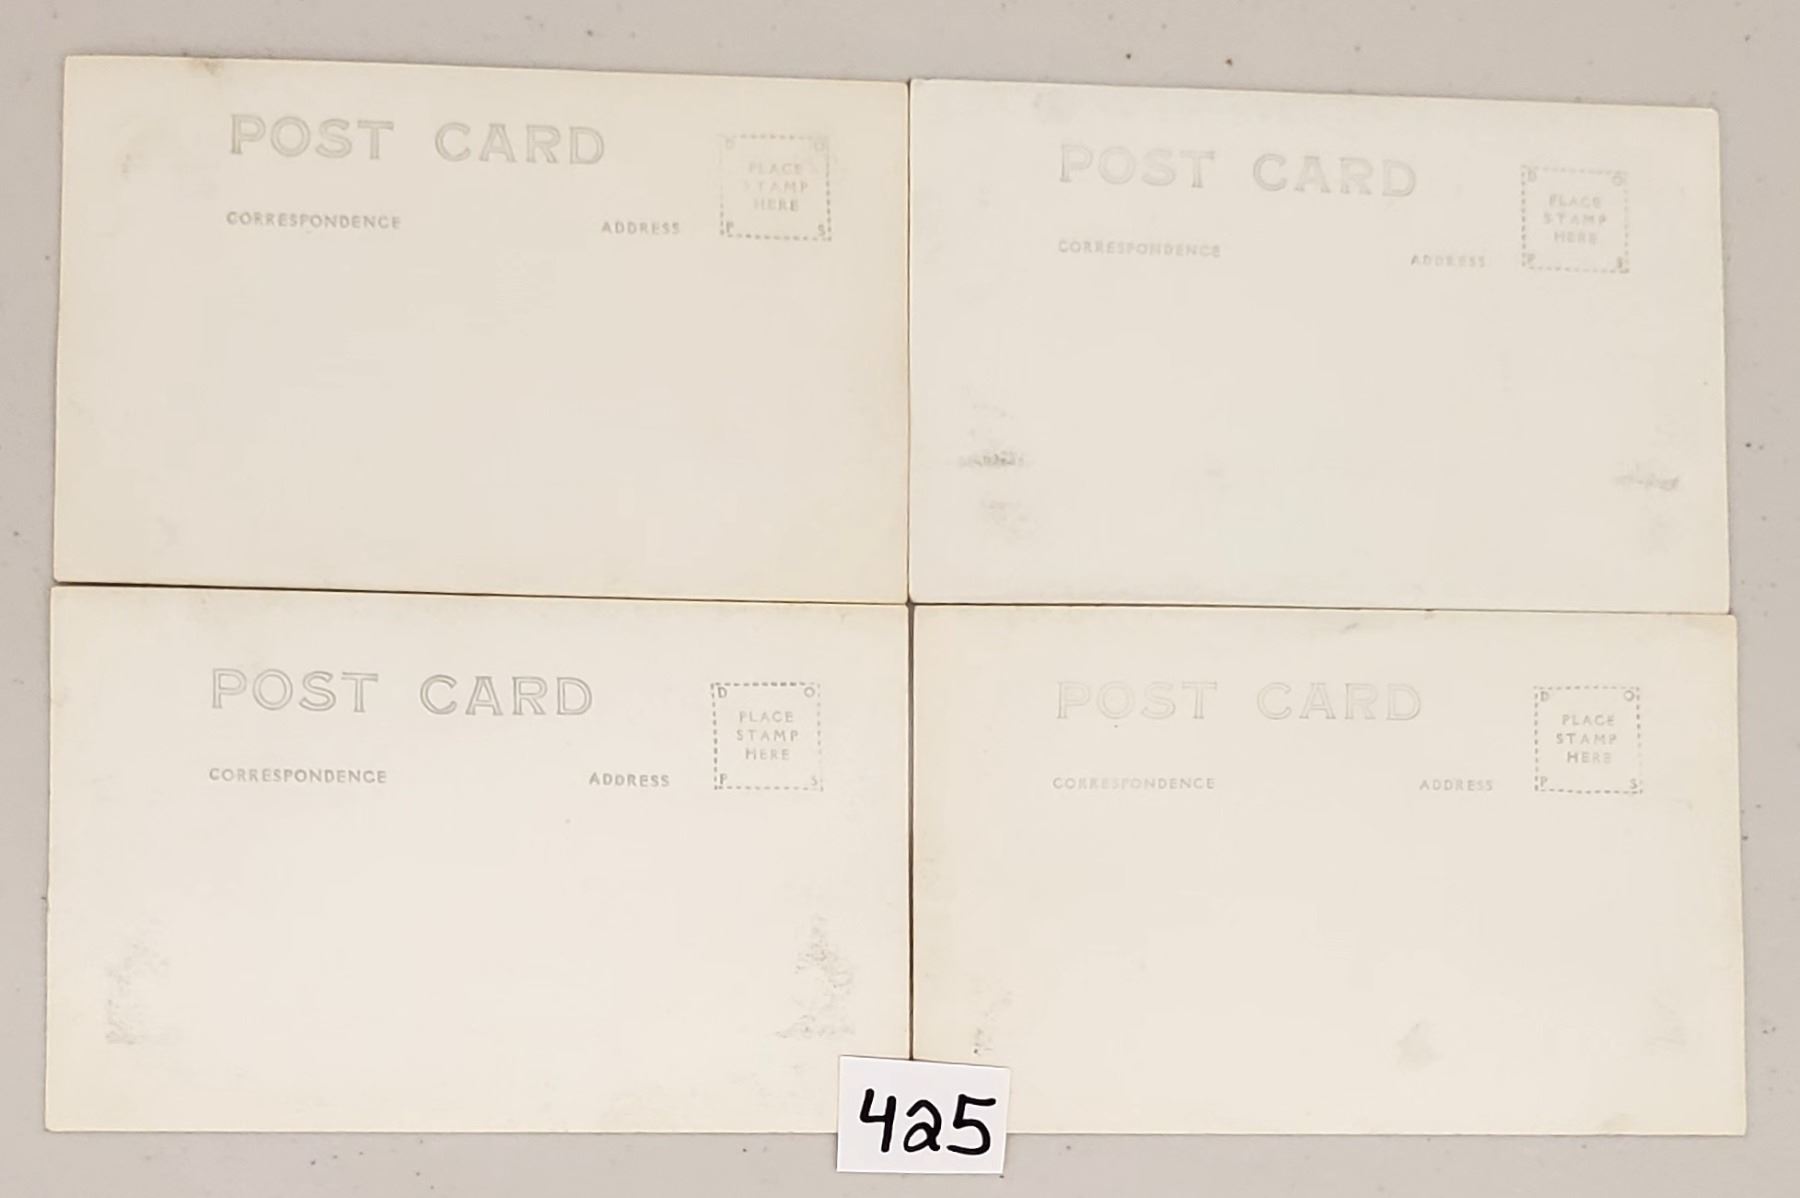 POST CARD
D O
PLACE
STAMP
HERE
P S
CORRESPONDENCE ADDRESS
POST CARD
D O
PLACE
STAMP
HERE
P S
CORRESPONDENCE ADDRESS
POST CARD
D O
PLACE
STAMP
HERE
P S
CORRESPONDENCE ADDRESS
POST CARD
D O
PLACE
STAMP
HERE
P S
CORRESPONDENCE ADDRESS
425